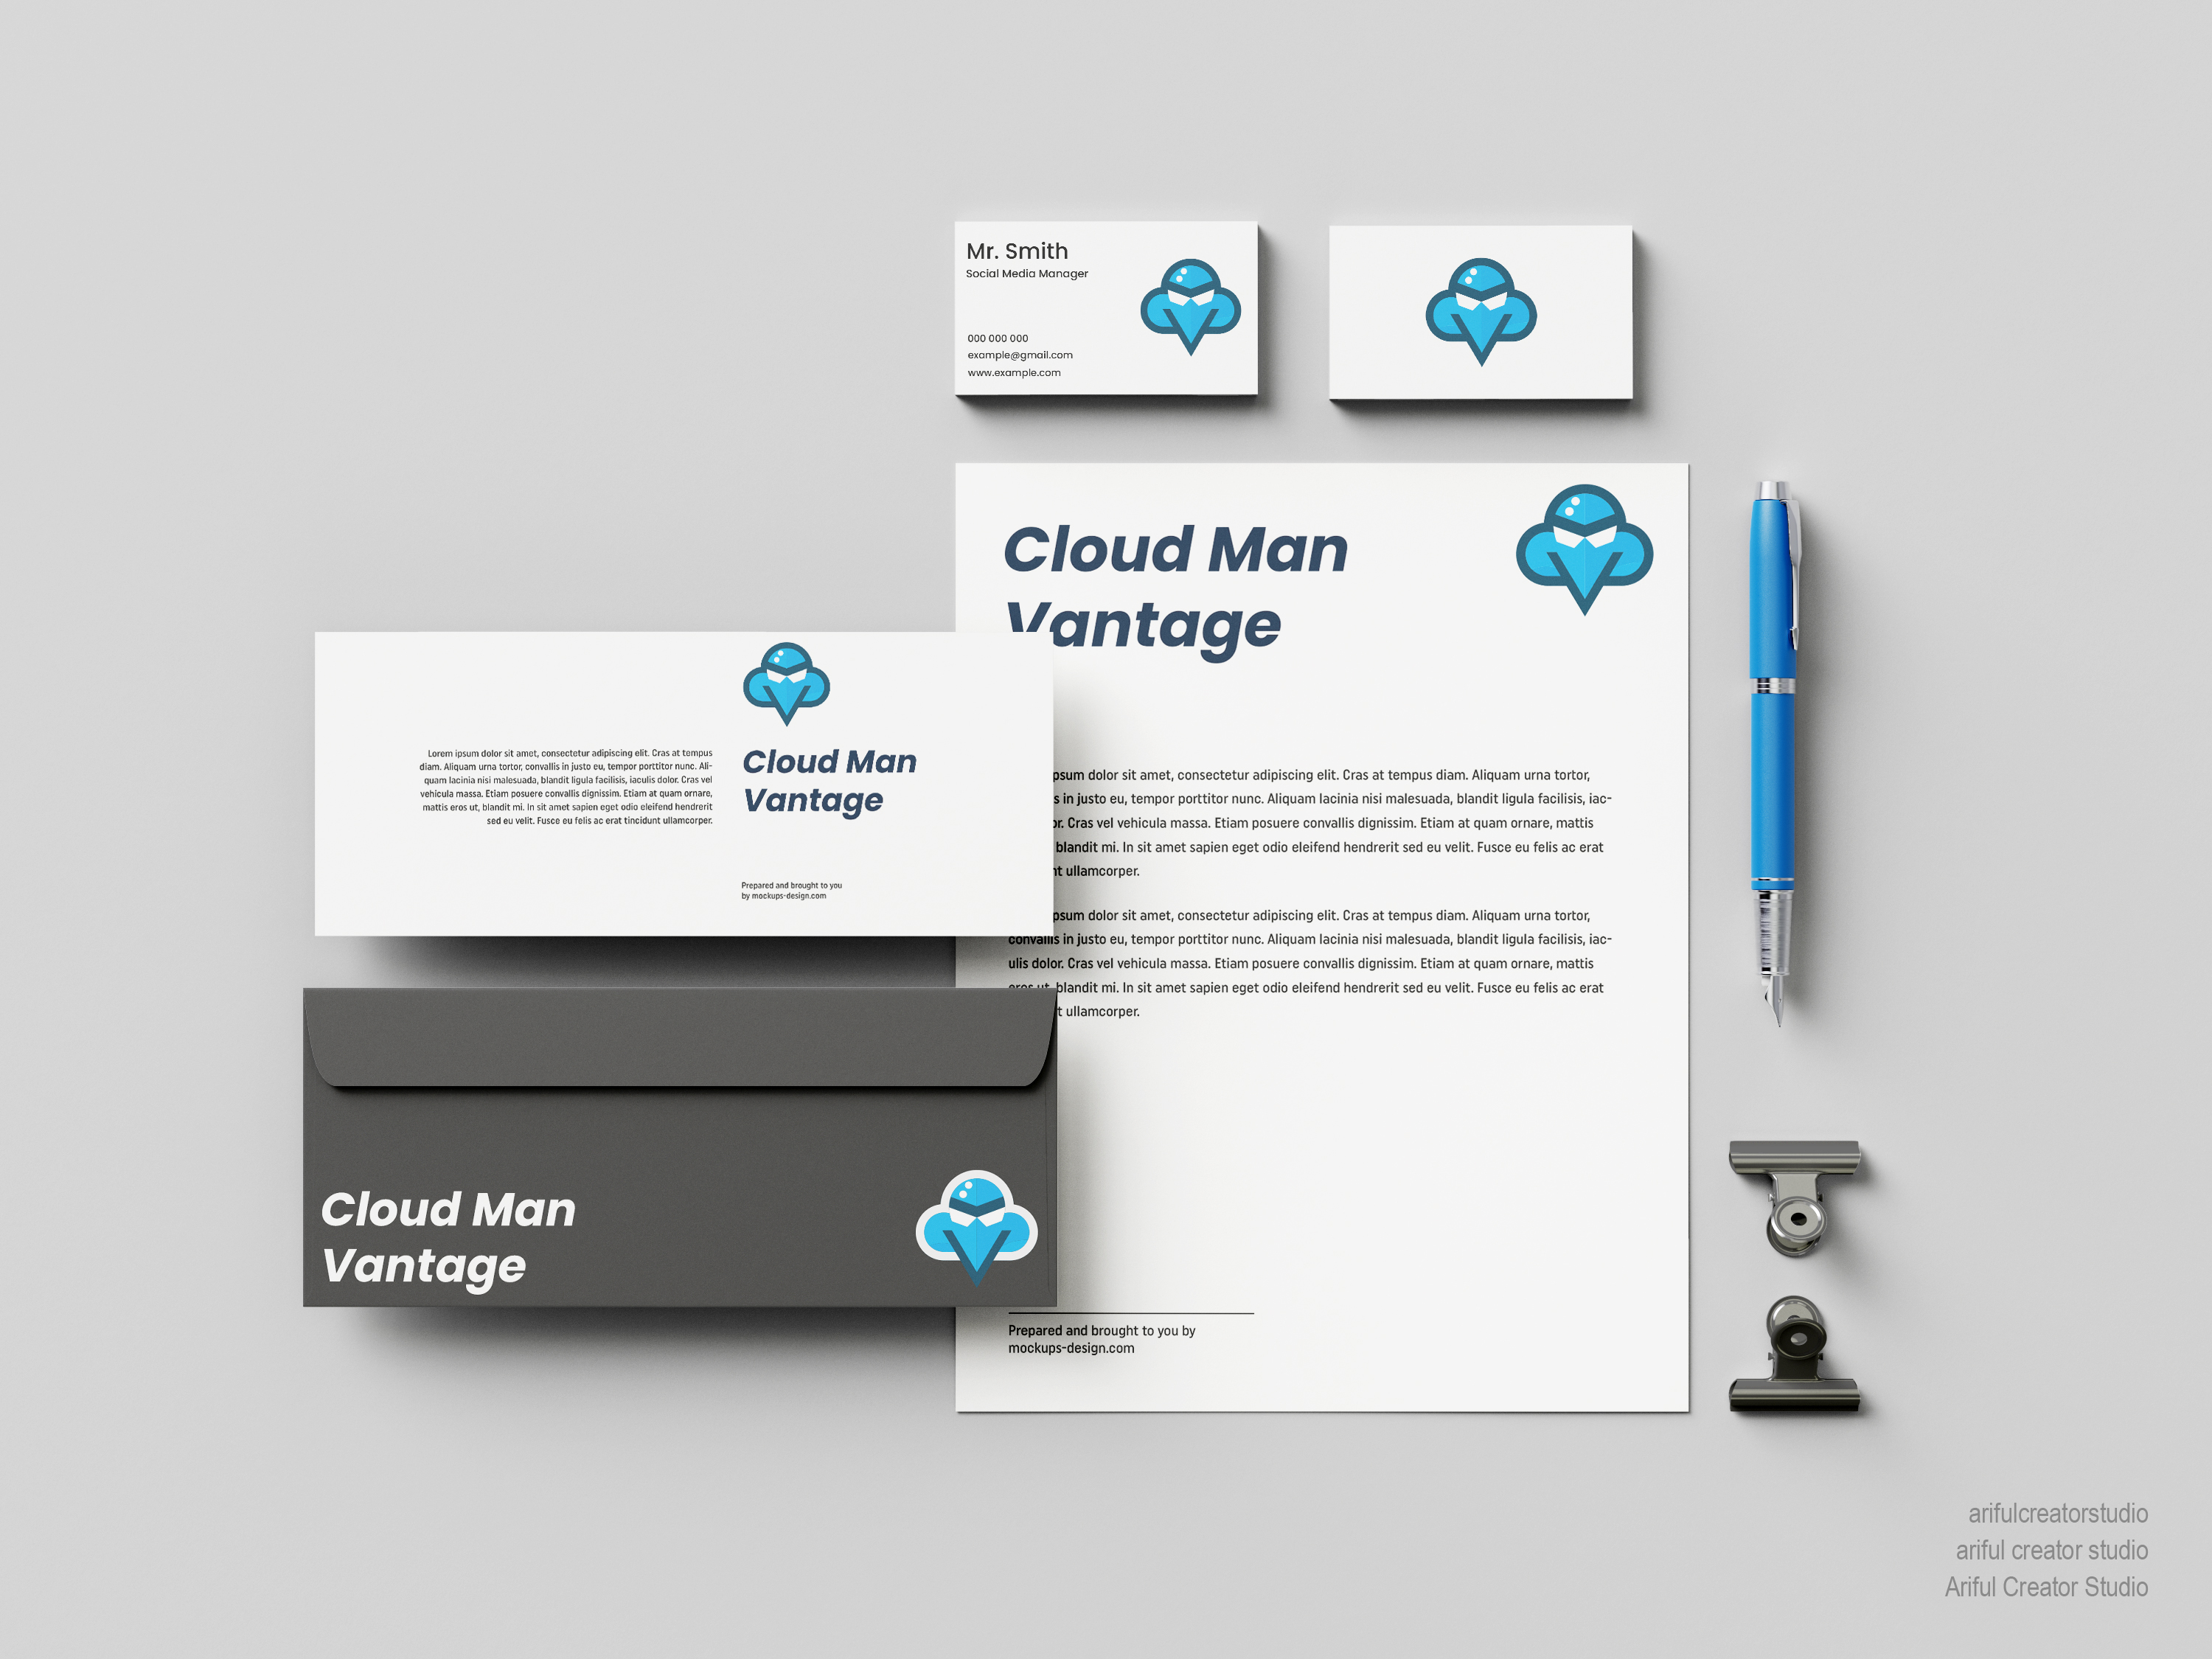 Mr. Smith
Social Media Manager
000 000 000
example@gmail.com
www.example.com
Cloud Man
Vantage
psum dolor sit amet, consectetur adipiscing elit. Cras at tempus diam. Aliquam urna tortor,
s in justo eu, tempor porttitor nunc. Aliquam lacinia nisi malesuada, blandit ligula facilisis, iac-
or. Cras vel vehicula massa. Etiam posuere convallis dignissim. Etiam at quam ornare, mattis
blandit mi. In sit amet sapien eget odio eleifend hendrerit sed eu velit. Fusce eu felis ac erat
nt ullamcorper.
psum dolor sit amet, consectetur adipiscing elit. Cras at tempus diam. Aliquam urna tortor,
convallis in justo eu, tempor porttitor nunc. Aliquam lacinia nisi malesuada, blandit ligula facilisis, iac-
ulis dolor. Cras vel vehicula massa. Etiam posuere convallis dignissim. Etiam at quam ornare, mattis
eros ut, blandit mi. In sit amet sapien eget odio eleifend hendrerit sed eu velit. Fusce eu felis ac erat
t ullamcorper.
Prepared and brought to you by
mockups-design.com
Lorem ipsum dolor sit amet, consectetur adipiscing elit. Cras at tempus
diam. Aliquam urna tortor, convallis in justo eu, tempor porttitor nunc. Ali-
quam lacinia nisi malesuada, blandit ligula facilisis, iaculis dolor. Cras vel
vehicula massa. Etiam posuere convallis dignissim. Etiam at quam ornare,
mattis eros ut, blandit mi. In sit amet sapien eget odio eleifend hendrerit
sed eu velit. Fusce eu felis ac erat tincidunt ullamcorper.
Cloud Man
Vantage
Prepared and brought to you
by mockups-design.com
Cloud Man
Vantage
arifulcreatorstudio
ariful creator studio
Ariful Creator Studio